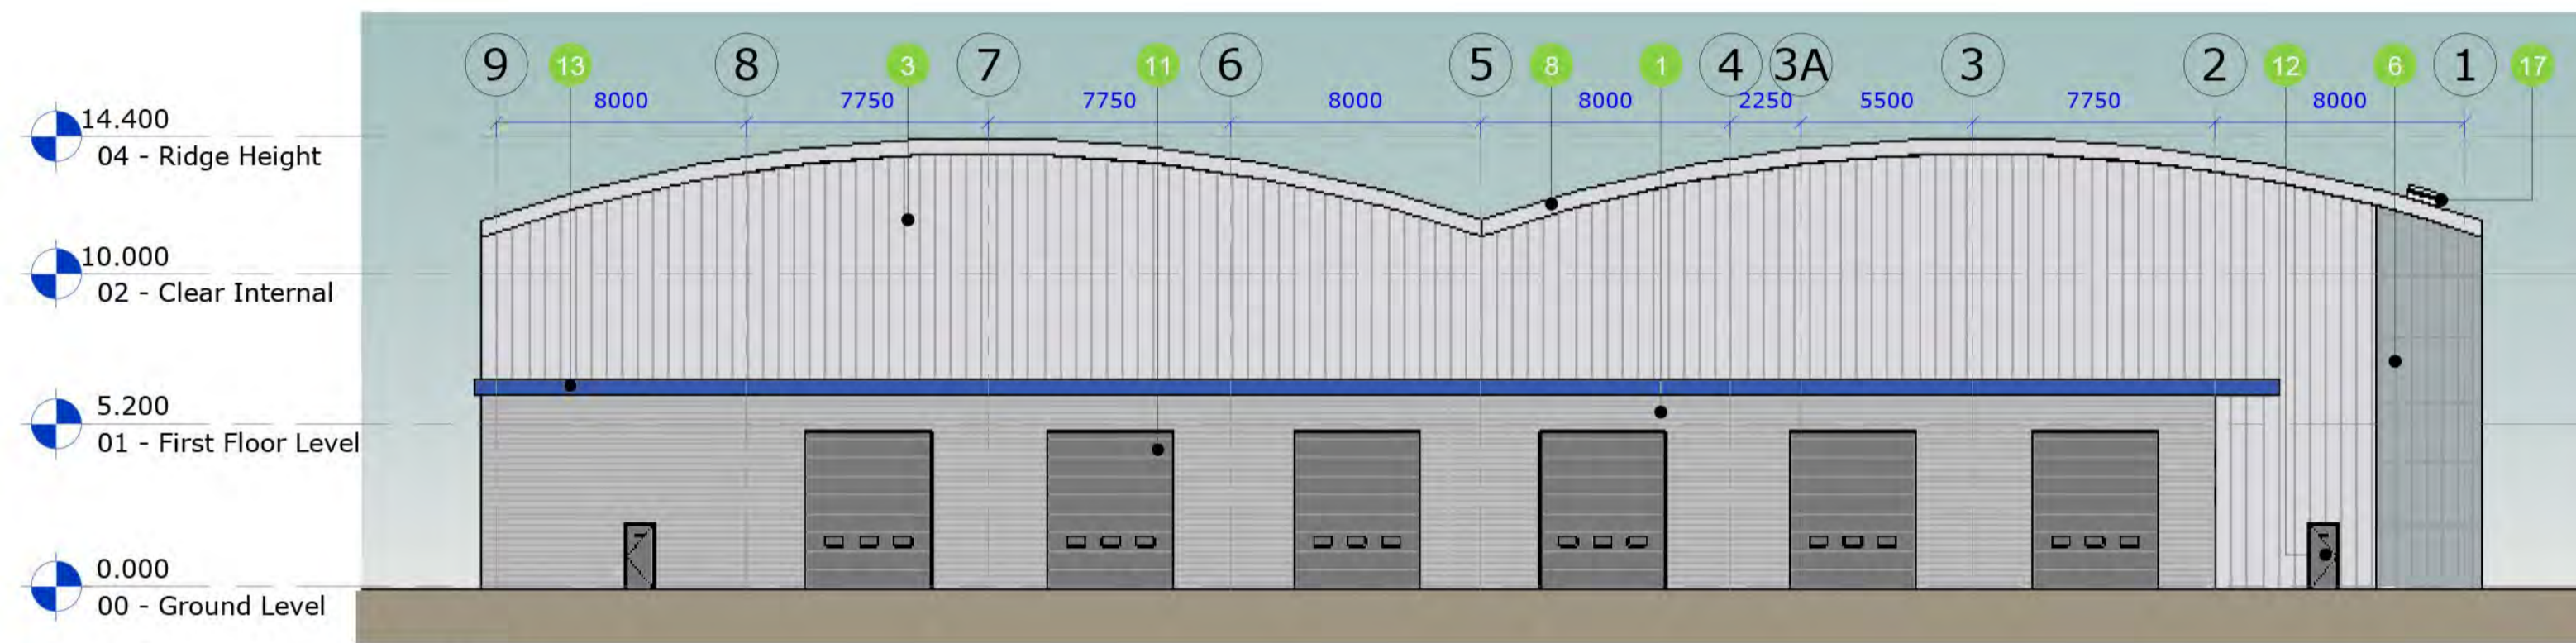 9 13 8 3 7 11 6 5 8 1 4 3A 3 2 12 6 1 17
8000 7750 7750 8000 8000 2250 5500 7750 8000
14.400
04 - Ridge Height
10.000
02 - Clear Internal
5.200
01 - First Floor Level
0.000
00 - Ground Level